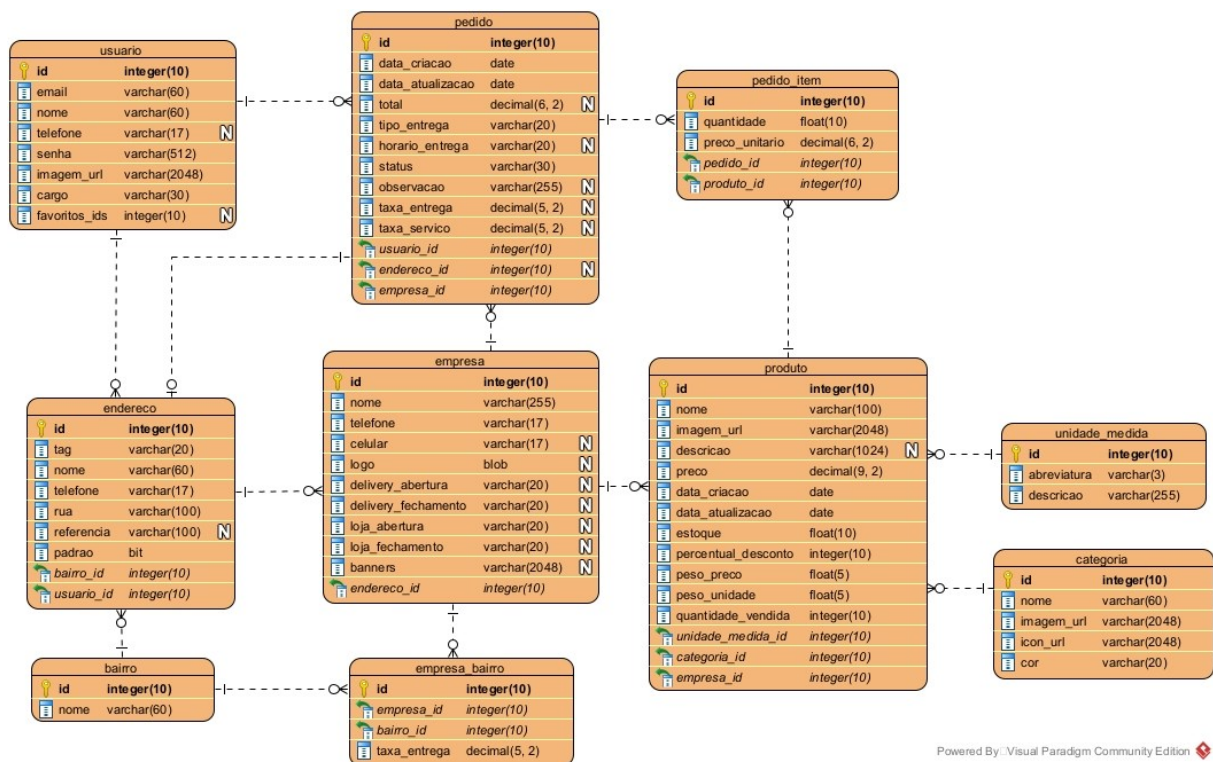 usuario
id integer(10)
email varchar(60)
nome varchar(60)
telefone varchar(17) N
senha varchar(512)
imagem_url varchar(2048)
cargo varchar(30)
favoritos_ids integer(10) N
pedido
id integer(10)
data_criacao date
data_atualizacao date
total decimal(6, 2) N
tipo_entrega varchar(20)
horario_entrega varchar(20) N
status varchar(30)
observacao varchar(255) N
taxa_entrega decimal(5, 2) N
taxa_servico decimal(5, 2) N
usuario_id integer(10)
endereco_id integer(10) N
empresa_id integer(10)
pedido_item
id integer(10)
quantidade float(10)
preco_unitario decimal(6, 2)
pedido_id integer(10)
produto_id integer(10)
endereco
id integer(10)
tag varchar(20)
nome varchar(60)
telefone varchar(17)
rua varchar(100)
referencia varchar(100) N
padrao bit
bairro_id integer(10)
usuario_id integer(10)
empresa
id integer(10)
nome varchar(255)
telefone varchar(17)
celular varchar(17) N
logo blob N
delivery_abertura varchar(20) N
delivery_fechamento varchar(20) N
loja_abertura varchar(20) N
loja_fechamento varchar(20) N
banners varchar(2048) N
endereco_id integer(10)
produto
id integer(10)
nome varchar(100)
imagem_url varchar(2048)
descricao varchar(1024) N
preco decimal(9, 2)
data_criacao date
data_atualizacao date
estoque float(10)
percentual_desconto integer(10)
peso_preco float(5)
peso_unidade float(5)
quantidade_vendida integer(10)
unidade_medida_id integer(10)
categoria_id integer(10)
empresa_id integer(10)
unidade_medida
id integer(10)
abreviatura varchar(3)
descricao varchar(255)
categoria
id integer(10)
nome varchar(60)
imagem_url varchar(2048)
icon_url varchar(2048)
cor varchar(20)
bairro
id integer(10)
nome varchar(60)
empresa_bairro
id integer(10)
empresa_id integer(10)
bairro_id integer(10)
taxa_entrega decimal(5, 2)
Powered By Visual Paradigm Community Edition